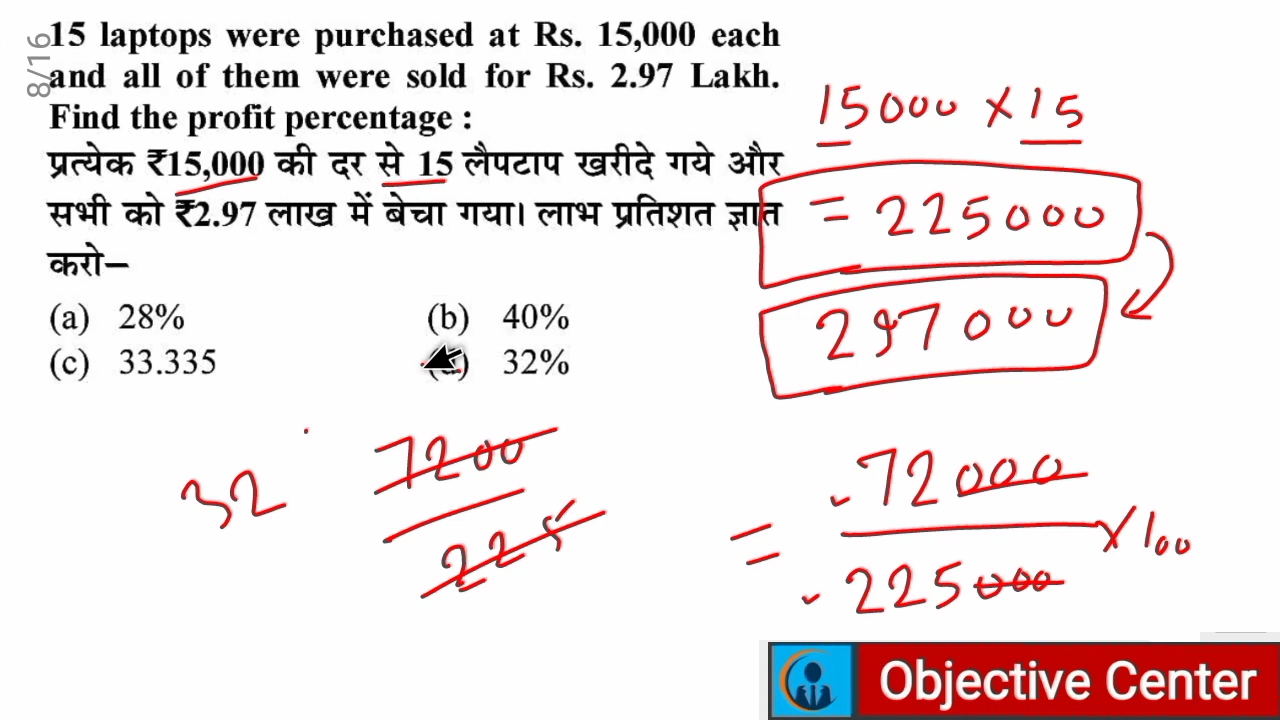 8/16
15 laptops were purchased at Rs. 15,000 each
and all of them were sold for Rs. 2.97 Lakh.
Find the profit percentage :
प्रत्येक ₹15,000 की दर से 15 लैपटाप खरीदे गये और
सभी को ₹2.97 लाख में बेचा गया। लाभ प्रतिशत ज्ञात
करो–
(a) 28% (b) 40%
(c) 33.335 (d) 32%
15000 × 15
= 225000
297000
32 7200
225
= 72000
225000 × 100
Objective Center